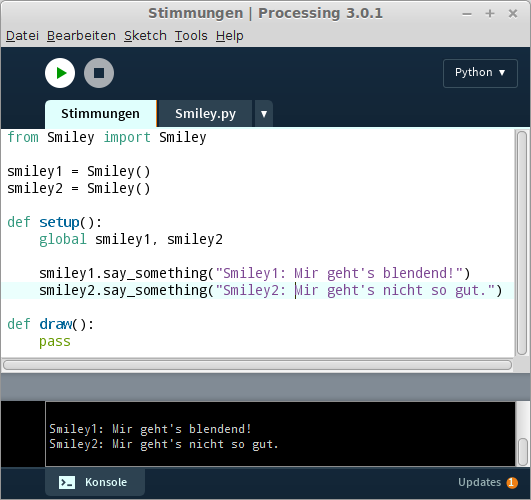 Stimmungen | Processing 3.0.1
Datei Bearbeiten Sketch Tools Help
Python ▼
Stimmungen Smiley.py ▼
from Smiley import Smiley
smiley1 = Smiley()
smiley2 = Smiley()
def setup():
    global smiley1, smiley2
    smiley1.say_something("Smiley1: Mir geht's blendend!")
    smiley2.say_something("Smiley2: Mir geht's nicht so gut.")
def draw():
    pass
Smiley1: Mir geht's blendend!
Smiley2: Mir geht's nicht so gut.
Konsole Updates 1